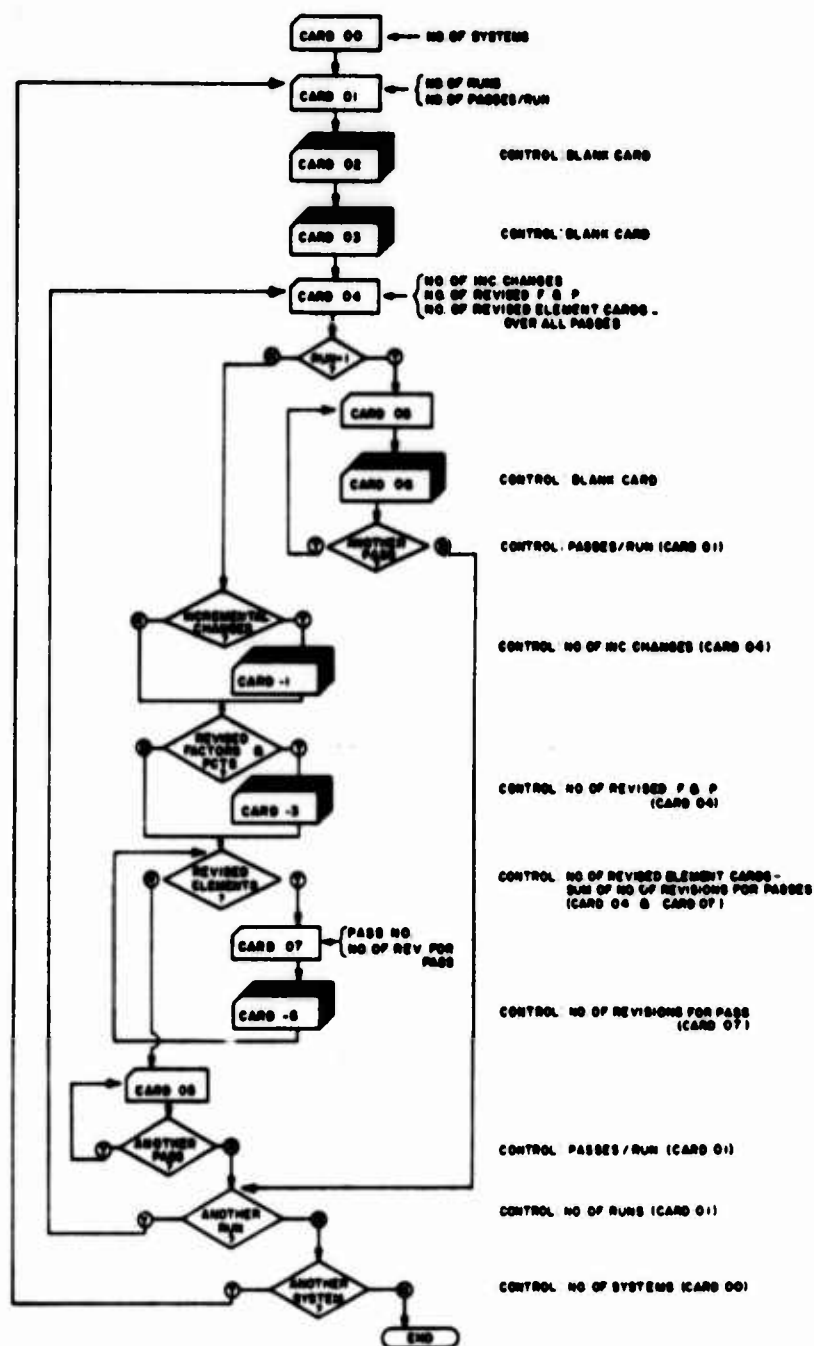 CARD 00
NO OF SYSTEMS
CARD 01
NO OF RUNS
NO OF PASSES/RUN
CARD 02
CONTROL: BLANK CARD
CARD 03
CONTROL: BLANK CARD
CARD 04
NO. OF INC. CHANGES
NO. OF REVISED F & P
NO. OF REVISED ELEMENT CARDS -
OVER ALL PASSES
RUN=1
?
T
CARD 05
CARD 06
CONTROL: BLANK CARD
T
ANOTHER
PASS
CONTROL: PASSES/RUN (CARD 01)
INCREMENTAL
CHANGES
?
T
CONTROL NO OF INC CHANGES (CARD 04)
CARD -1
REVISED
FACTORS &
PCTS
?
T
CARD -3
CONTROL NO OF REVISED F & P
(CARD 04)
REVISED
ELEMENTS
?
T
CONTROL NO OF REVISED ELEMENT CARDS -
SUM OF NO OF REVISIONS FOR PASSES
(CARD 04 & CARD 07)
CARD 07
PASS NO.
NO. OF REV FOR
PASS
CARD -6
CONTROL NO OF REVISIONS FOR PASS
(CARD 07)
CARD 05
T
ANOTHER
PASS
?
CONTROL PASSES/RUN (CARD 01)
T
ANOTHER
RUN
?
CONTROL NO OF RUNS (CARD 01)
T
ANOTHER
SYSTEM
?
CONTROL NO OF SYSTEMS (CARD 00)
END